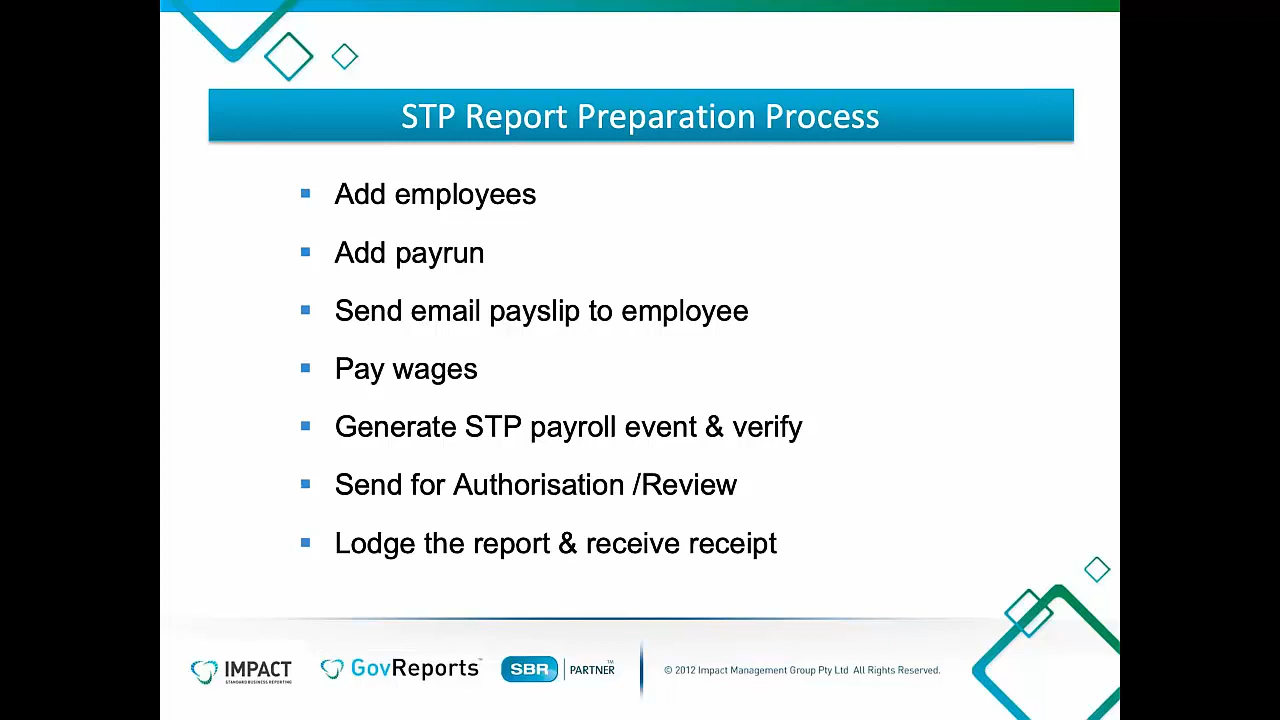 STP Report Preparation Process
Add employees
Add payrun
Send email payslip to employee
Pay wages
Generate STP payroll event & verify
Send for Authorisation /Review
Lodge the report & receive receipt
IMPACT
STANDARD BUSINESS REPORTING
GovReports™
SBR PARTNER™
© 2012 Impact Management Group Pty Ltd All Rights Reserved.